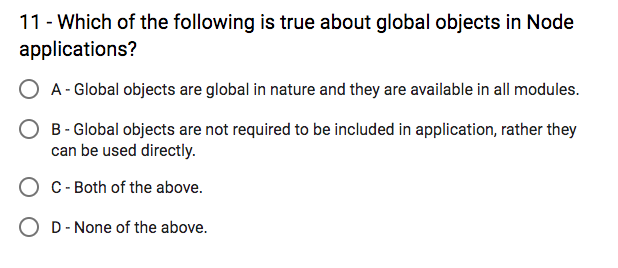 11 - Which of the following is true about global objects in Node
applications?
A - Global objects are global in nature and they are available in all modules.
B - Global objects are not required to be included in application, rather they
can be used directly.
C - Both of the above.
D - None of the above.